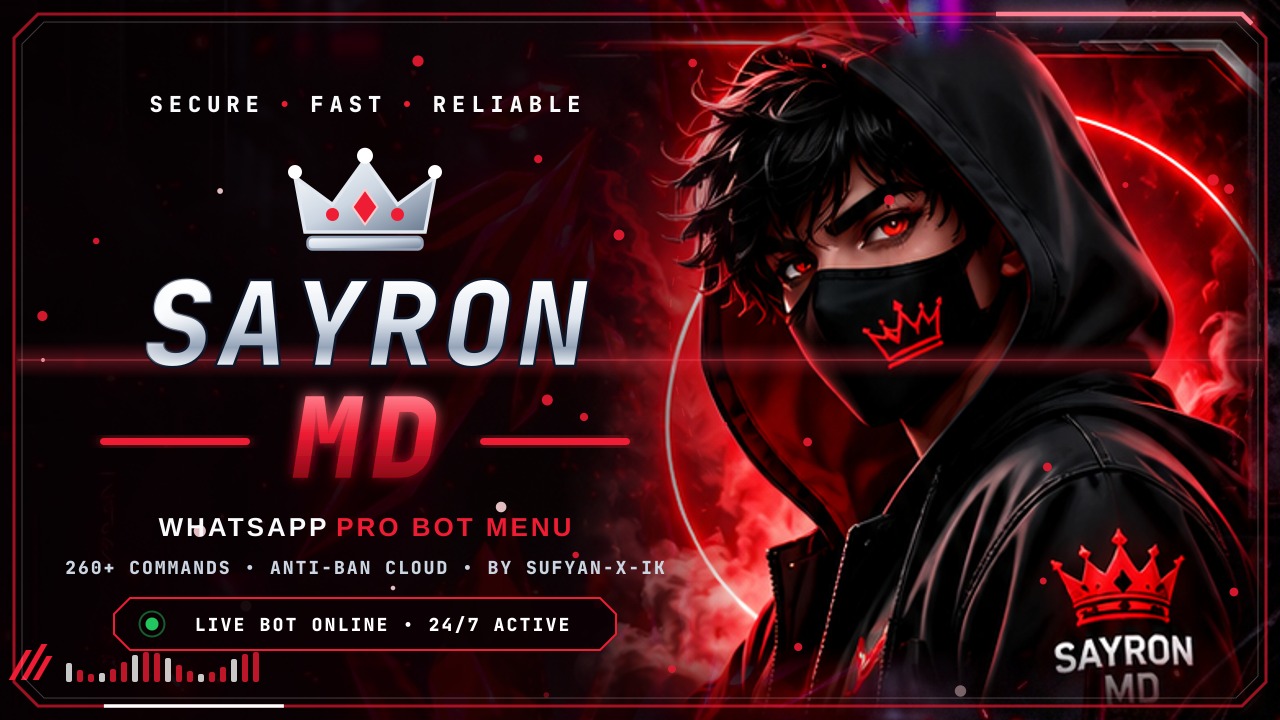 SECURE • FAST • RELIABLE
SAYRON
MD
WHATSAPP PRO BOT MENU
260+ COMMANDS • ANTI-BAN CLOUD • BY SUFYAN-X-IK
LIVE BOT ONLINE • 24/7 ACTIVE
SAYRON
MD